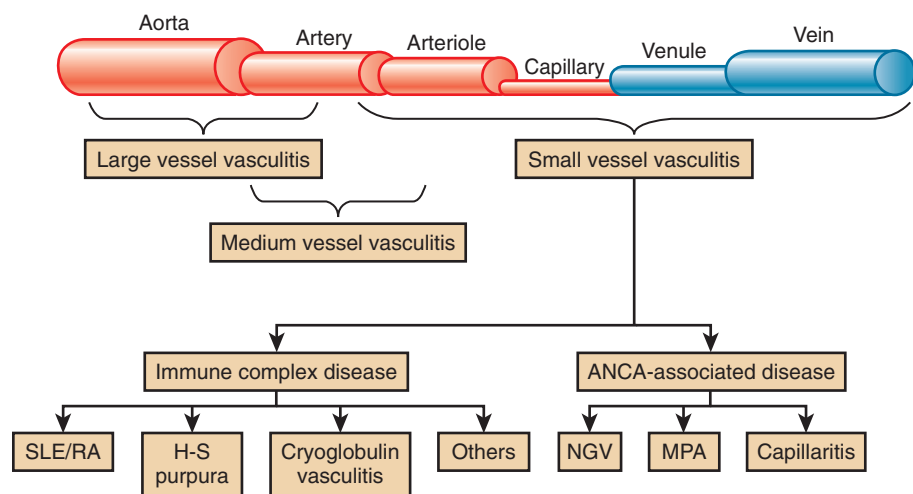 Aorta
Artery
Arteriole
Capillary
Venule
Vein
Large vessel vasculitis
Small vessel vasculitis
Medium vessel vasculitis
Immune complex disease
ANCA-associated disease
SLE/RA
H-S
purpura
Cryoglobulin
vasculitis
Others
NGV
MPA
Capillaritis